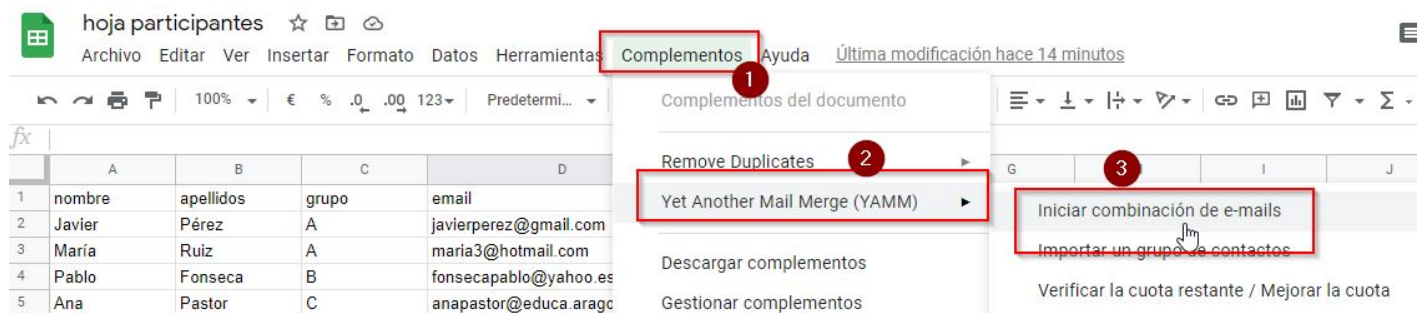 hoja participantes
Archivo Editar Ver Insertar Formato Datos Herramientas Complementos Ayuda Última modificación hace 14 minutos
1
100% € % .0 .00 123 Predetermi... Complementos del documento
fx
Remove Duplicates 2
A B C D G 3 I J
Yet Another Mail Merge (YAMM)
Iniciar combinación de e-mails
Importar un grupo de contactos
Verificar la cuota restante / Mejorar la cuota
Descargar complementos
Gestionar complementos
1 nombre apellidos grupo email
2 Javier Pérez A javierperez@gmail.com
3 María Ruiz A maria3@hotmail.com
4 Pablo Fonseca B fonsecapablo@yahoo.es
5 Ana Pastor C anapastor@educa.arago